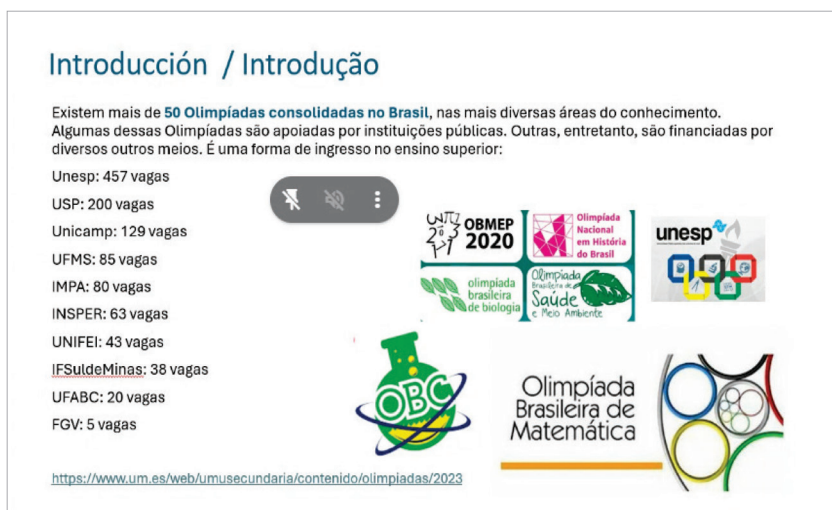 Introducción / Introdução
Existem mais de 50 Olimpíadas consolidadas no Brasil, nas mais diversas áreas do conhecimento.
Algumas dessas Olimpíadas são apoiadas por instituições públicas. Outras, entretanto, são financiadas por
diversos outros meios. É uma forma de ingresso no ensino superior:
Unesp: 457 vagas
USP: 200 vagas
Unicamp: 129 vagas
UFMS: 85 vagas
IMPA: 80 vagas
INSPER: 63 vagas
UNIFEI: 43 vagas
IFSuldeMinas: 38 vagas
UFABC: 20 vagas
FGV: 5 vagas
https://www.um.es/web/umusecundaria/contenido/olimpiadas/2023
OBMEP
2020
Olimpíada
Nacional
em História
do Brasil
olimpíada
brasileira
de biologia
Olimpíada
Brasileira de
Saúde
e Meio Ambiente
unesp
OBC
Olimpíada
Brasileira de
Matemática